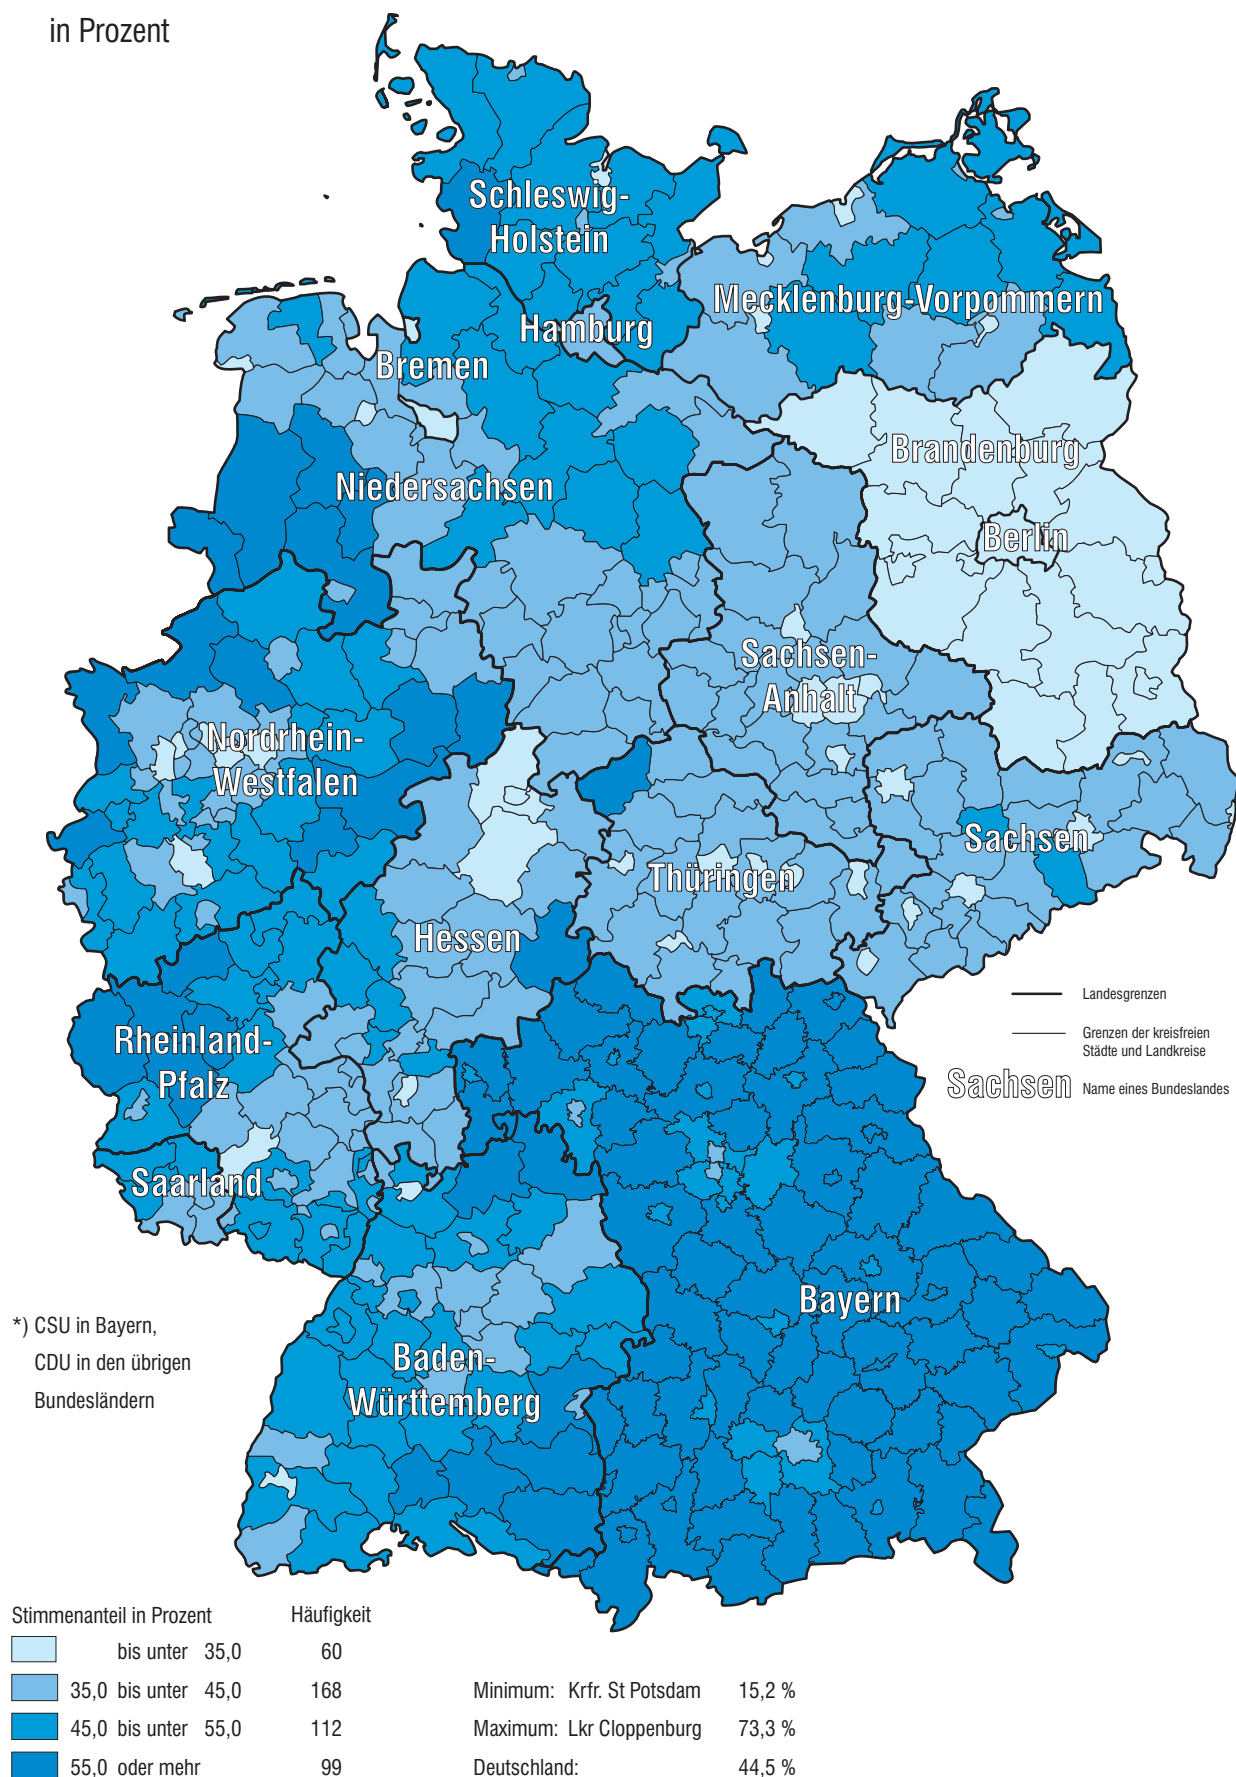 in Prozent
Schleswig-
Holstein
Mecklenburg-Vorpommern
Hamburg
Bremen
Brandenburg
Niedersachsen
Berlin
Sachsen-
Anhalt
Nordrhein-
Westfalen
Sachsen
Thüringen
Hessen
Landesgrenzen
Grenzen der kreisfreien
Städte und Landkreise
Sachsen Name eines Bundeslandes
Rheinland-
Pfalz
Saarland
Bayern
*) CSU in Bayern,
CDU in den übrigen
Bundesländern
Baden-
Württemberg
Stimmenanteil in Prozent Häufigkeit
bis unter 35,0 60
35,0 bis unter 45,0 168 Minimum: Krfr. St Potsdam 15,2 %
45,0 bis unter 55,0 112 Maximum: Lkr Cloppenburg 73,3 %
55,0 oder mehr 99 Deutschland: 44,5 %